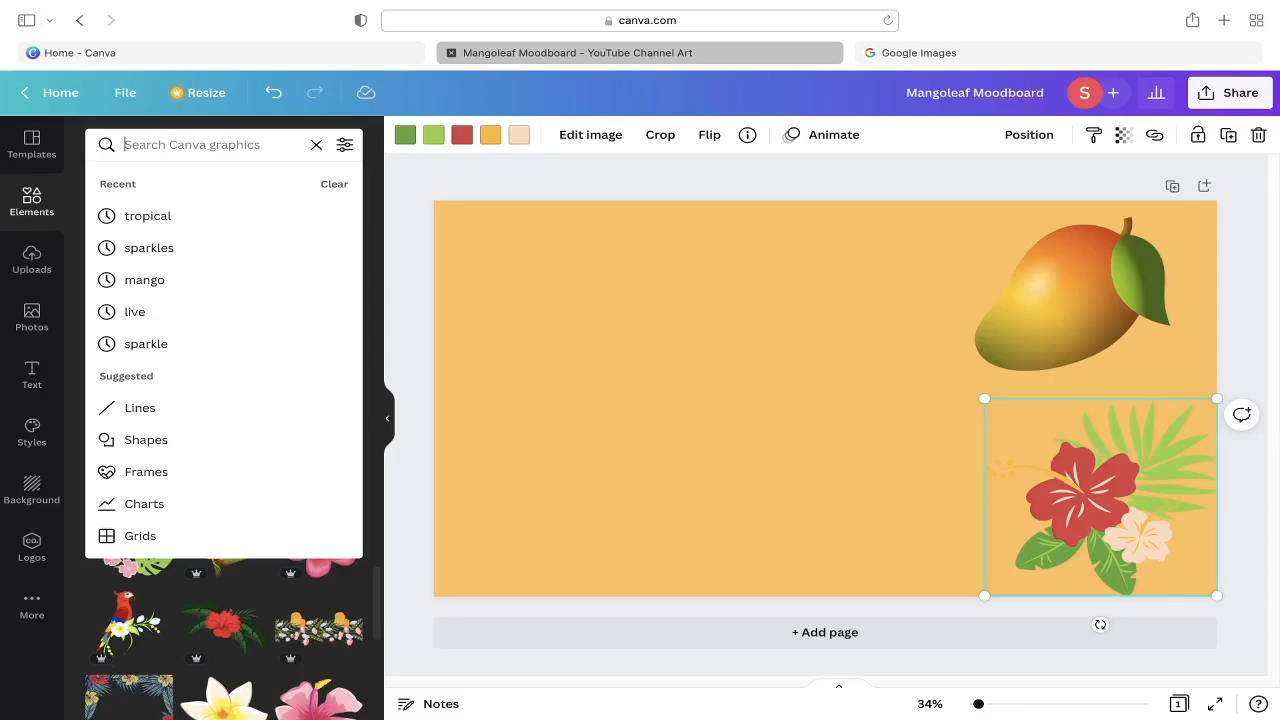 canva.com
Home - Canva
Mangoleaf Moodboard - YouTube Channel Art
Google Images
Home
File
Resize
Mangoleaf Moodboard
S
+
Share
Templates
Elements
Uploads
Photos
Text
Styles
Background
CO.
Logos
More
Search Canva graphics
Recent
Clear
tropical
sparkles
mango
live
sparkle
Suggested
Lines
Shapes
Frames
Charts
Grids
Edit image
Crop
Flip
Animate
Position
+ Add page
Notes
34%
1
?